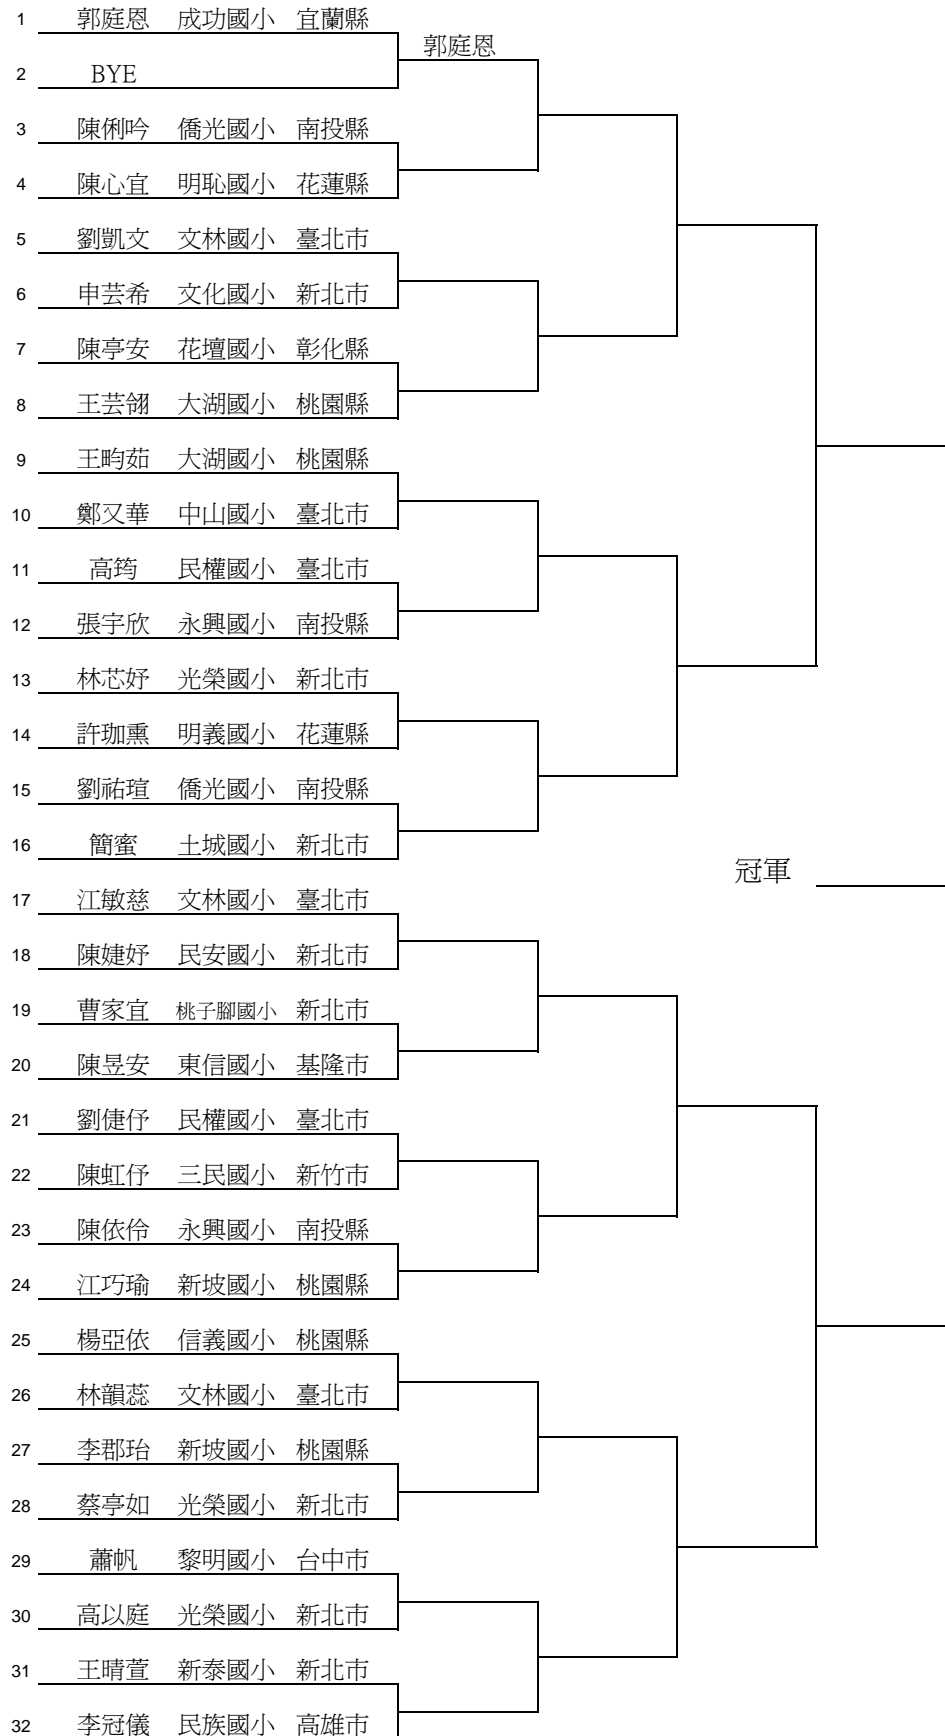 1 郭庭恩 成功國小 宜蘭縣
郭庭恩
2 BYE
3 陳俐吟 僑光國小 南投縣
4 陳心宜 明恥國小 花蓮縣
5 劉凱文 文林國小 臺北市
6 申芸希 文化國小 新北市
7 陳亭安 花壇國小 彰化縣
8 王芸翎 大湖國小 桃園縣
9 王畇茹 大湖國小 桃園縣
10 鄭又華 中山國小 臺北市
11 高筠 民權國小 臺北市
12 張宇欣 永興國小 南投縣
13 林芯妤 光榮國小 新北市
14 許珈熏 明義國小 花蓮縣
15 劉祐瑄 僑光國小 南投縣
16 簡蜜 土城國小 新北市
冠軍
17 江敏慈 文林國小 臺北市
18 陳婕妤 民安國小 新北市
19 曹家宜 桃子腳國小 新北市
20 陳昱安 東信國小 基隆市
21 劉倢伃 民權國小 臺北市
22 陳虹伃 三民國小 新竹市
23 陳依伶 永興國小 南投縣
24 江巧瑜 新坡國小 桃園縣
25 楊亞依 信義國小 桃園縣
26 林韻蕊 文林國小 臺北市
27 李郡珆 新坡國小 桃園縣
28 蔡亭如 光榮國小 新北市
29 蕭帆 黎明國小 台中市
30 高以庭 光榮國小 新北市
31 王晴萱 新泰國小 新北市
32 李冠儀 民族國小 高雄市